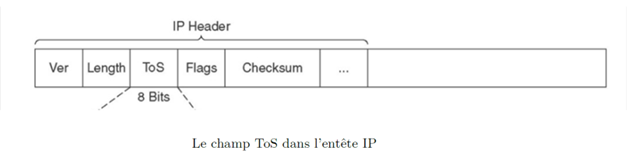 IP Header
Ver Length ToS Flags Checksum ...
8 Bits
Le champ ToS dans l'entête IP